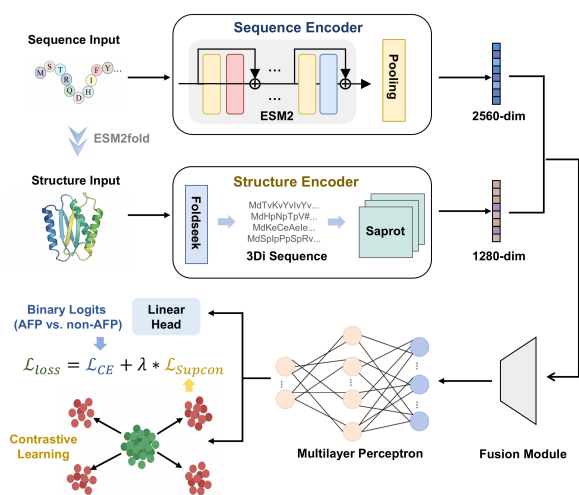 Sequence Encoder
Sequence Input
M S T R Q D H I F Y...
...
...
ESM2
Pooling
2560-dim
ESM2fold
Structure Input
Structure Encoder
Foldseek
MdTvKvYvIvYv...
MdHpNpTpV#...
MdKeCeAeIe...
MdSpIpPpSpRv...
3Di Sequence
Saprot
1280-dim
Binary Logits
(AFP vs. non-AFP)
Linear
Head
ℒloss = ℒCE + λ * ℒSupcon
Contrastive
Learning
Multilayer Perceptron
Fusion Module